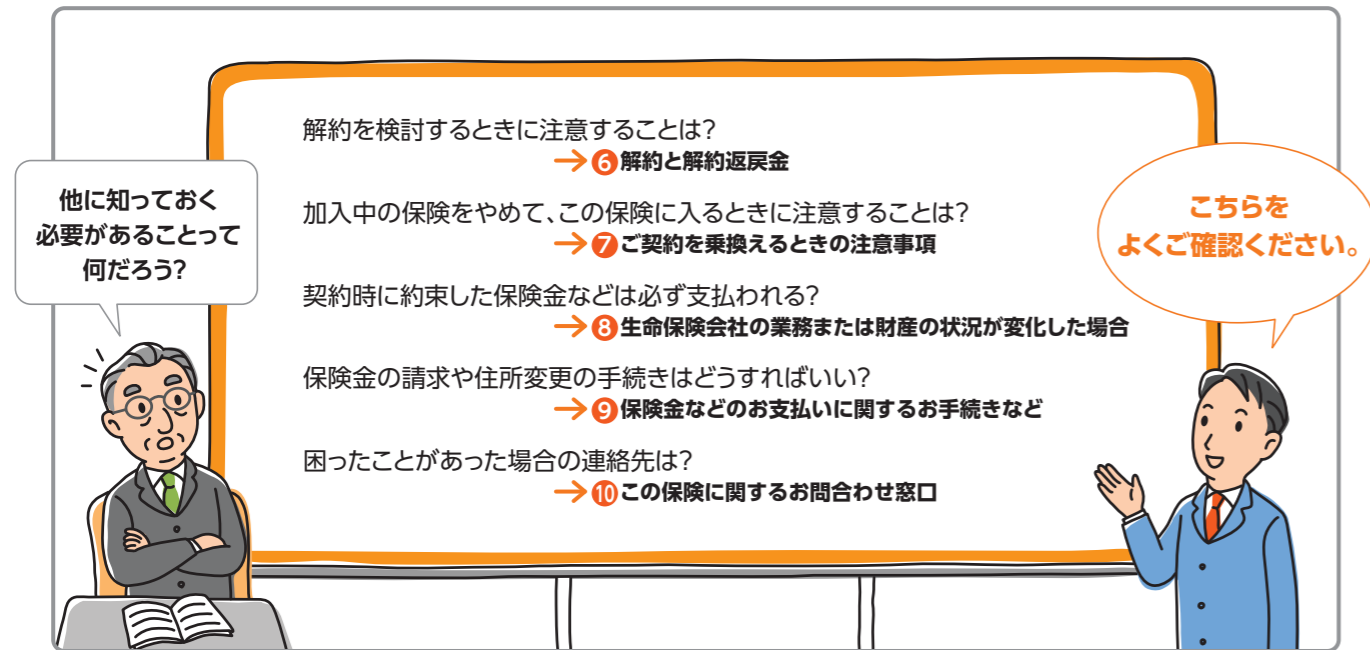 他に知っておく
必要があることって
何だろう?
解約を検討するときに注意することは?
→❻解約と解約返戻金
加入中の保険をやめて、この保険に入るときに注意することは?
→❼ご契約を乗換えるときの注意事項
契約時に約束した保険金などは必ず支払われる?
→❽生命保険会社の業務または財産の状況が変化した場合
保険金の請求や住所変更の手続きはどうすればいい?
→❾保険金などのお支払いに関するお手続きなど
困ったことがあった場合の連絡先は?
→❿この保険に関するお問合わせ窓口
こちらを
よくご確認ください。